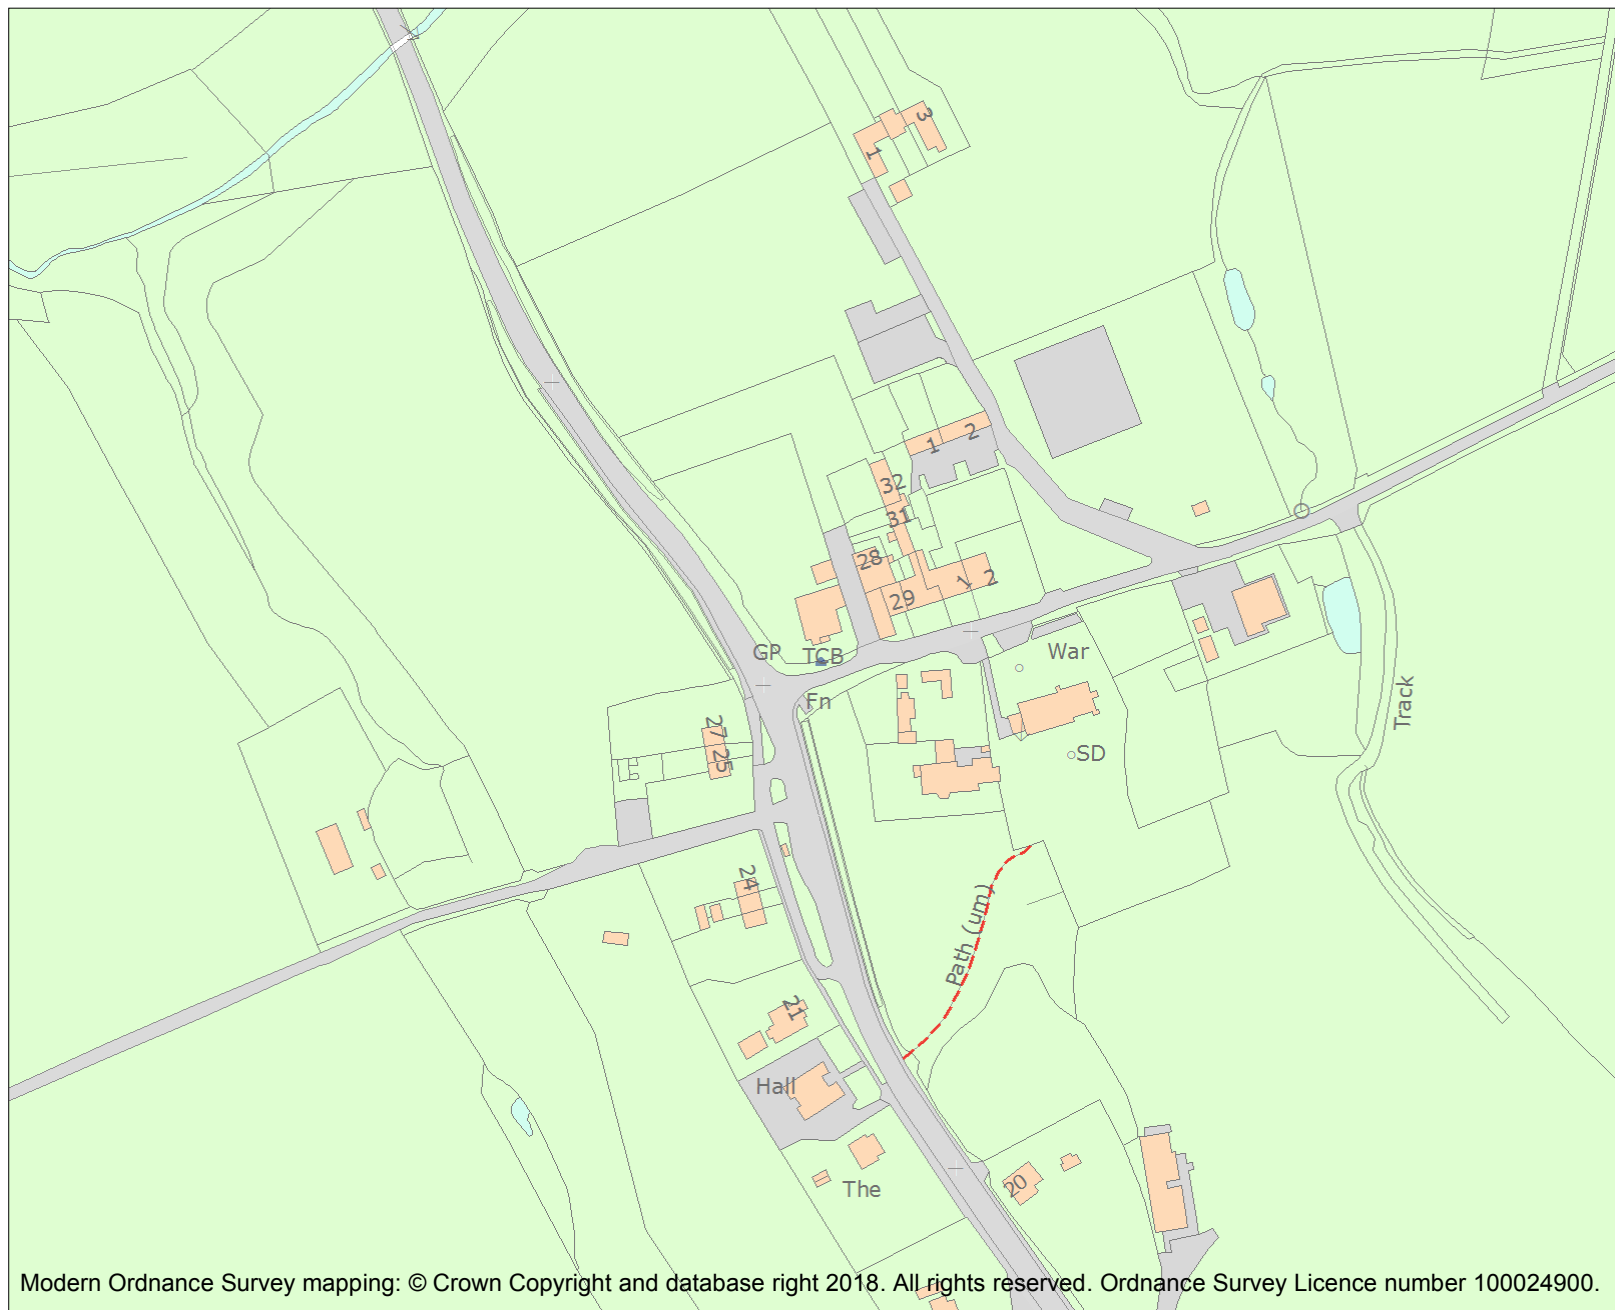 3
1
2
1
32
31
28
1
2
29
GP
TCB
War
Fn
Track
27
25
SD
24
Path (um)
21
Hall
The
20
Modern Ordnance Survey mapping: © Crown Copyright and database right 2018. All rights reserved. Ordnance Survey Licence number 100024900.